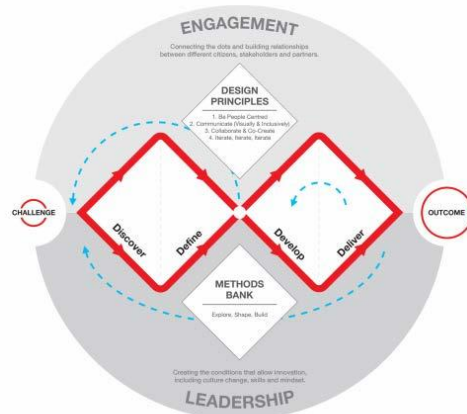 ENGAGEMENT
Connecting the dots and building relationships
between different citizens, stakeholders and partners.
DESIGN
PRINCIPLES
1. Be People Centred
2. Communicate (Visually & Inclusively)
3. Collaborate & Co-Create
4. Iterate, Iterate, Iterate
CHALLENGE
OUTCOME
Discover
Define
Develop
Deliver
METHODS
BANK
Explore, Shape, Build
Creating the conditions that allow innovation,
including culture change, skills and mindset.
LEADERSHIP